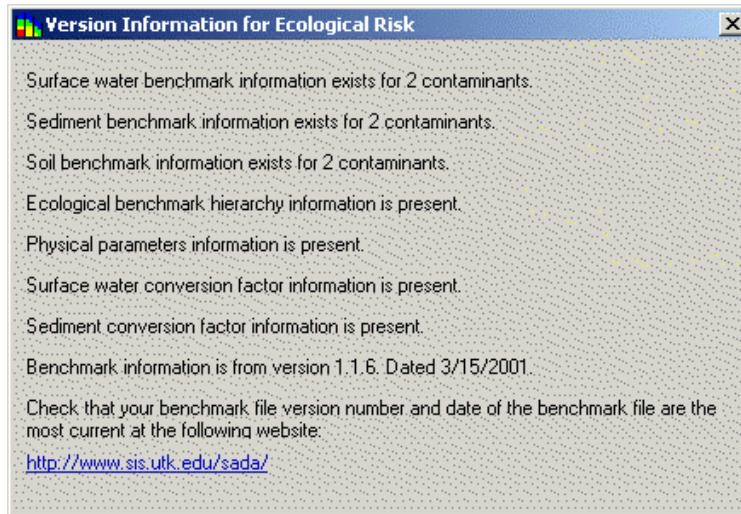 Version Information for Ecological Risk
Surface water benchmark information exists for 2 contaminants.
Sediment benchmark information exists for 2 contaminants.
Soil benchmark information exists for 2 contaminants.
Ecological benchmark hierarchy information is present.
Physical parameters information is present.
Surface water conversion factor information is present.
Sediment conversion factor information is present.
Benchmark information is from version 1.1.6. Dated 3/15/2001.
Check that your benchmark file version number and date of the benchmark file are the
most current at the following website:
http://www.sis.utk.edu/sada/